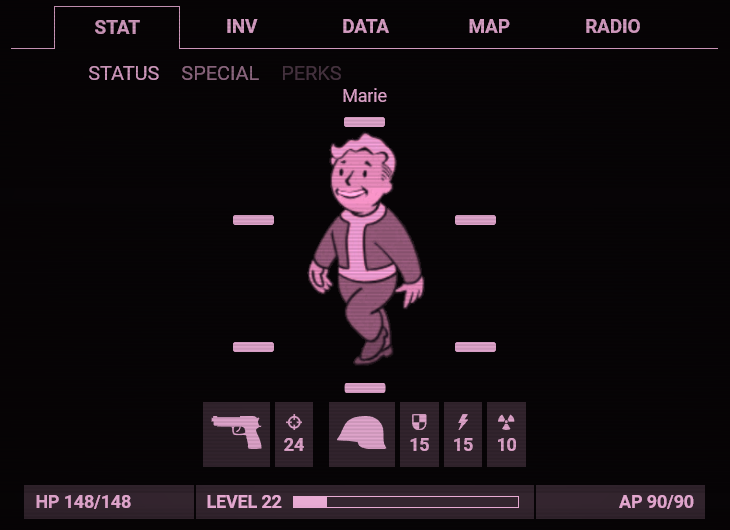 STAT INV DATA MAP RADIO
STATUS SPECIAL PERKS
Marie
24 15 15 10
HP 148/148 LEVEL 22 AP 90/90